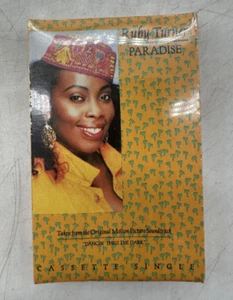 Ruby Turner
PARADISE
Taken from the Original Motion Picture Soundtrack
"DANCIN' THRU THE DARK"
CASSETTE SINGLE